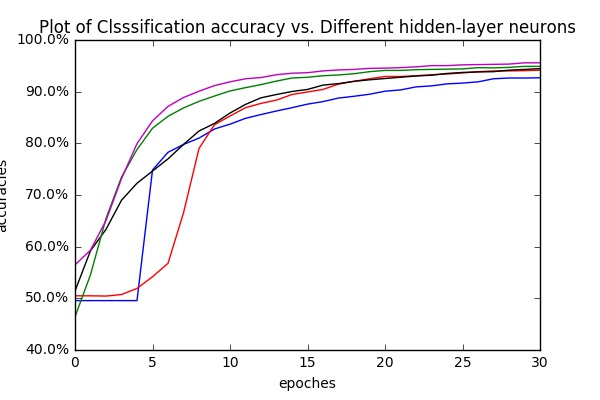 Plot of Clsssification accuracy vs. Different hidden-layer neurons
100.0%
90.0%
80.0%
70.0%
60.0%
50.0%
40.0%
accuracies
0 5 10 15 20 25 30
epoches